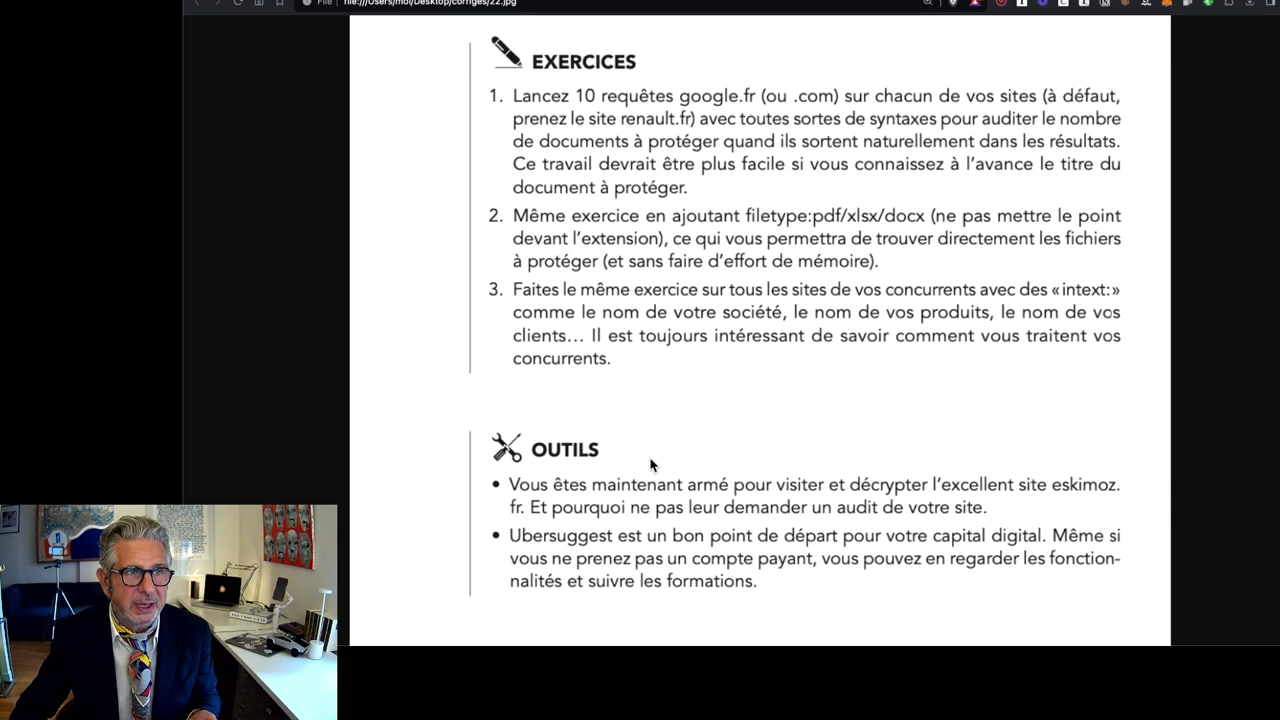 File
file:///Users/moi/Desktop/corriges/22.jpg
EXERCICES
1. Lancez 10 requêtes google.fr (ou .com) sur chacun de vos sites (à défaut,
prenez le site renault.fr) avec toutes sortes de syntaxes pour auditer le nombre
de documents à protéger quand ils sortent naturellement dans les résultats.
Ce travail devrait être plus facile si vous connaissez à l’avance le titre du
document à protéger.
2. Même exercice en ajoutant filetype:pdf/xlsx/docx (ne pas mettre le point
devant l’extension), ce qui vous permettra de trouver directement les fichiers
à protéger (et sans faire d’effort de mémoire).
3. Faites le même exercice sur tous les sites de vos concurrents avec des «intext:»
comme le nom de votre société, le nom de vos produits, le nom de vos
clients… Il est toujours intéressant de savoir comment vous traitent vos
concurrents.
OUTILS
• Vous êtes maintenant armé pour visiter et décrypter l’excellent site eskimoz.
fr. Et pourquoi ne pas leur demander un audit de votre site.
• Ubersuggest est un bon point de départ pour votre capital digital. Même si
vous ne prenez pas un compte payant, vous pouvez en regarder les fonction-
nalités et suivre les formations.